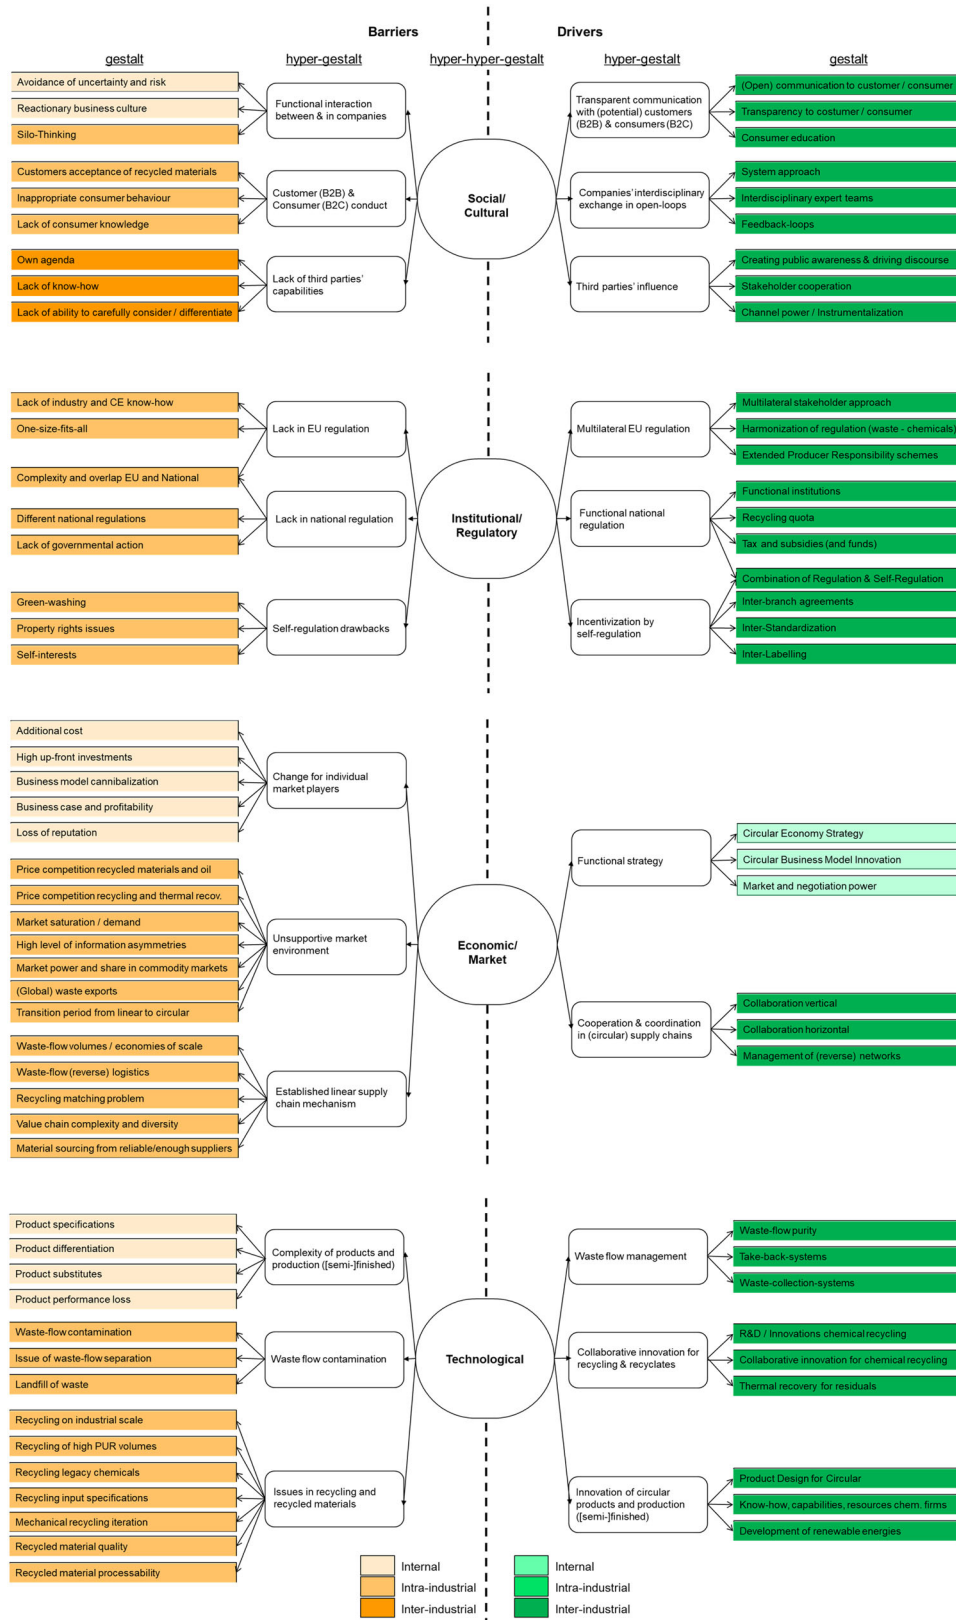 Barriers
Drivers
gestalt
hyper-gestalt
hyper-hyper-gestalt
hyper-gestalt
gestalt
Avoidance of uncertainty and risk
Reactionary business culture
Silo-Thinking
Functional interaction
between & in companies
Customers acceptance of recycled materials
Inappropriate consumer behaviour
Lack of consumer knowledge
Customer (B2B) &
Consumer (B2C) conduct
Own agenda
Lack of know-how
Lack of ability to carefully consider / differentiate
Lack of third parties'
capabilities
Social/
Cultural
Transparent communication
with (potential) customers
(B2B) & consumers (B2C)
(Open) communication to customer / consumer
Transparency to costumer / consumer
Consumer education
Companies' interdisciplinary
exchange in open-loops
System approach
Interdisciplinary expert teams
Feedback-loops
Third parties' influence
Creating public awareness & driving discourse
Stakeholder cooperation
Channel power / Instrumentalization
Lack of industry and CE know-how
One-size-fits-all
Complexity and overlap EU and National
Lack in EU regulation
Different national regulations
Lack of governmental action
Lack in national regulation
Green-washing
Property rights issues
Self-interests
Self-regulation drawbacks
Institutional/
Regulatory
Multilateral EU regulation
Multilateral stakeholder approach
Harmonization of regulation (waste - chemicals)
Extended Producer Responsibility schemes
Functional national
regulation
Functional institutions
Recycling quota
Tax and subsidies (and funds)
Combination of Regulation & Self-Regulation
Incentivization by
self-regulation
Inter-branch agreements
Inter-Standardization
Inter-Labelling
Additional cost
High up-front investments
Business model cannibalization
Business case and profitability
Loss of reputation
Change for individual
market players
Price competition recycled materials and oil
Price competition recycling and thermal recov.
Market saturation / demand
High level of information asymmetries
Market power and share in commodity markets
(Global) waste exports
Transition period from linear to circular
Unsupportive market
environment
Waste-flow volumes / economies of scale
Waste-flow (reverse) logistics
Recycling matching problem
Value chain complexity and diversity
Material sourcing from reliable/enough suppliers
Established linear supply
chain mechanism
Economic/
Market
Functional strategy
Circular Economy Strategy
Circular Business Model Innovation
Market and negotiation power
Cooperation & coordination
in (circular) supply chains
Collaboration vertical
Collaboration horizontal
Management of (reverse) networks
Product specifications
Product differentiation
Product substitutes
Product performance loss
Complexity of products and
production ([semi-]finished)
Waste-flow contamination
Issue of waste-flow separation
Landfill of waste
Waste flow contamination
Recycling on industrial scale
Recycling of high PUR volumes
Recycling legacy chemicals
Recycling input specifications
Mechanical recycling iteration
Recycled material quality
Recycled material processability
Issues in recycling and
recycled materials
Technological
Waste flow management
Waste-flow purity
Take-back-systems
Waste-collection-systems
Collaborative innovation for
recycling & recyclates
R&D / Innovations chemical recycling
Collaborative innovation for chemical recycling
Thermal recovery for residuals
Innovation of circular
products and production
([semi-]finished)
Product Design for Circular
Know-how, capabilities, resources chem. firms
Development of renewable energies
Internal
Intra-industrial
Inter-industrial
Internal
Intra-industrial
Inter-industrial